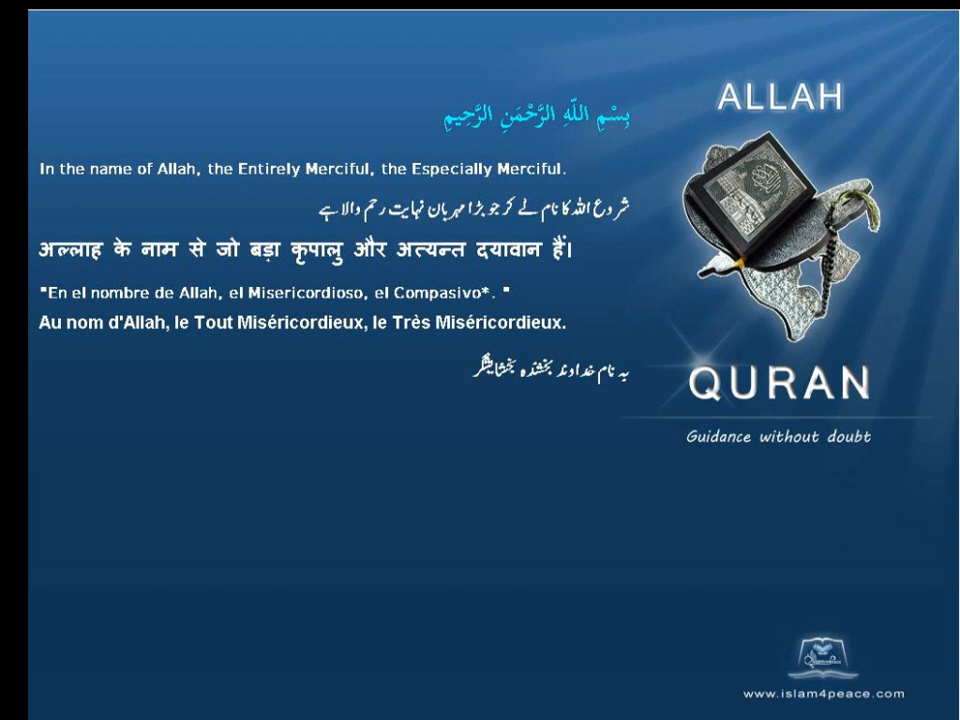 بِسْمِ اللَّهِ الرَّحْمَنِ الرَّحِيمِ
In the name of Allah, the Entirely Merciful, the Especially Merciful.
شروع اللہ کا نام لے کر جو بڑا مہربان نہایت رحم والا ہے
अल्लाह के नाम से जो बड़ा कृपालु और अत्यन्त दयावान हैं।
"En el nombre de Allah, el Misericordioso, el Compasivo*. "
Au nom d'Allah, le Tout Miséricordieux, le Très Miséricordieux.
به نام خداوند بخشنده بخشایشگر
ALLAH
QURAN
Guidance without doubt
www.islam4peace.com